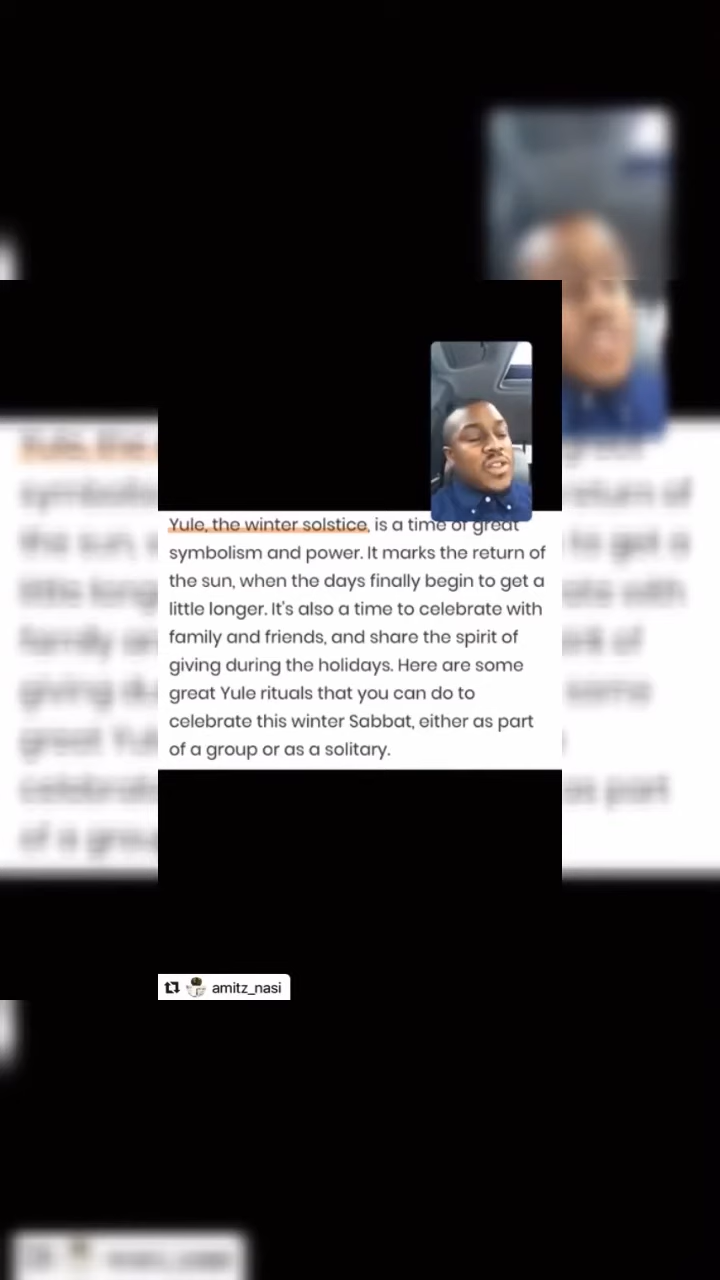 Yule, the winter solstice, is a time of great
symbolism and power. It marks the return of
the sun, when the days finally begin to get a
little longer. It's also a time to celebrate with
family and friends, and share the spirit of
giving during the holidays. Here are some
great Yule rituals that you can do to
celebrate this winter Sabbat, either as part
of a group or as a solitary.
amitz_nasi